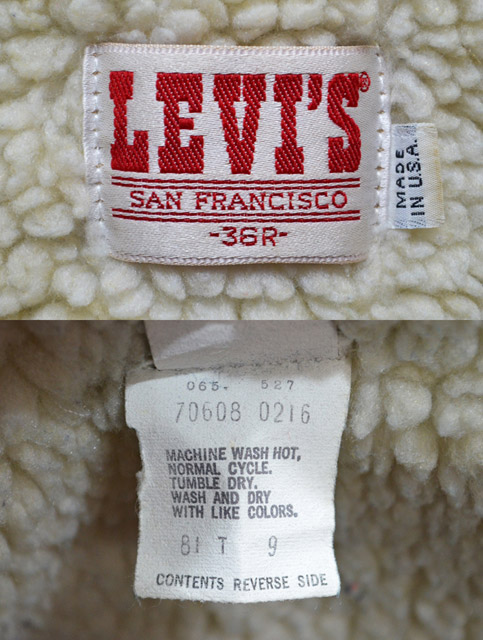 LEVI'S®
SAN FRANCISCO
-36R-
MADE
IN U.S.A.
065. 527
70608 0216
MACHINE WASH HOT,
NORMAL CYCLE.
TUMBLE DRY.
WASH AND DRY
WITH LIKE COLORS.
81 T 9
CONTENTS REVERSE SIDE